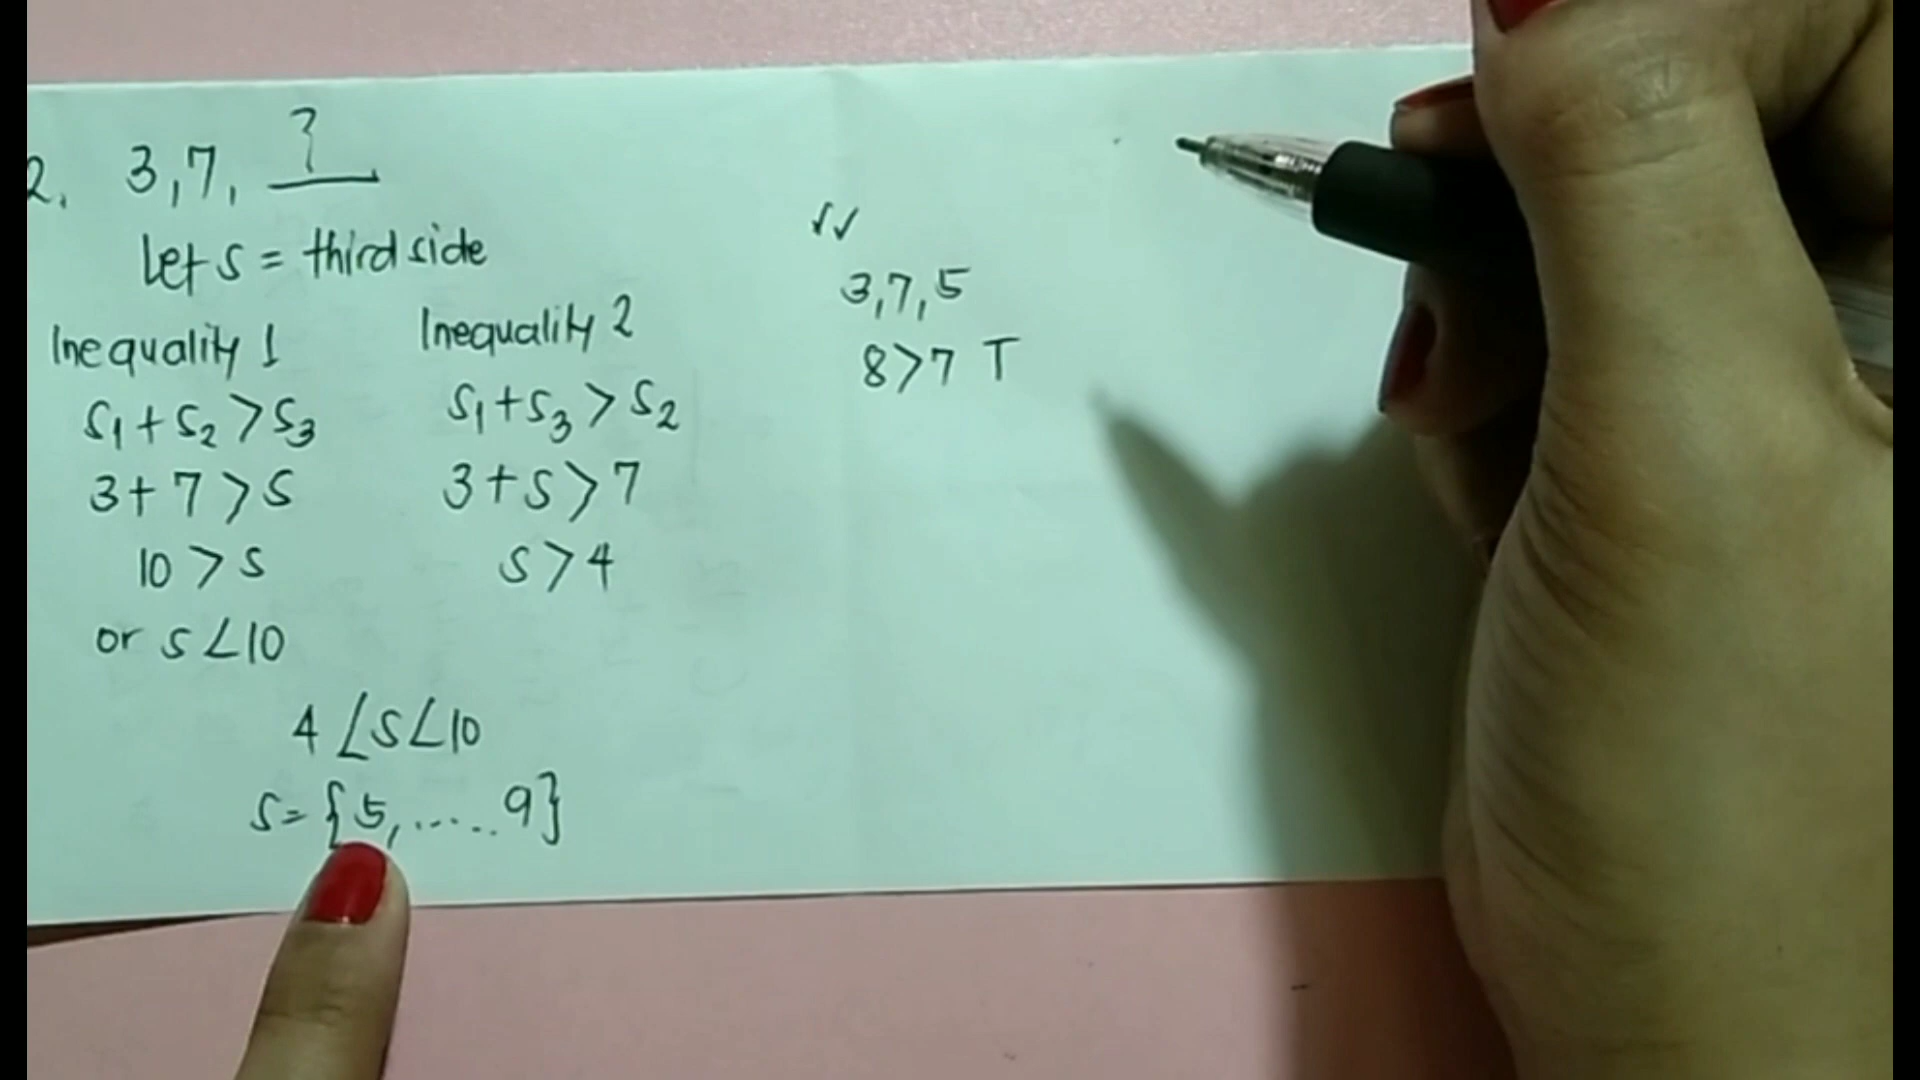 2. 3,7, ?
Let s = third side
Inequality 1
S1 + S2 > S3
3 + 7 > s
10 > s
or s < 10
Inequality 2
S1 + S3 > S2
3 + s > 7
s > 4
4 < s < 10
s = {5, ..... 9}
✓✓
3,7,5
8 > 7 T